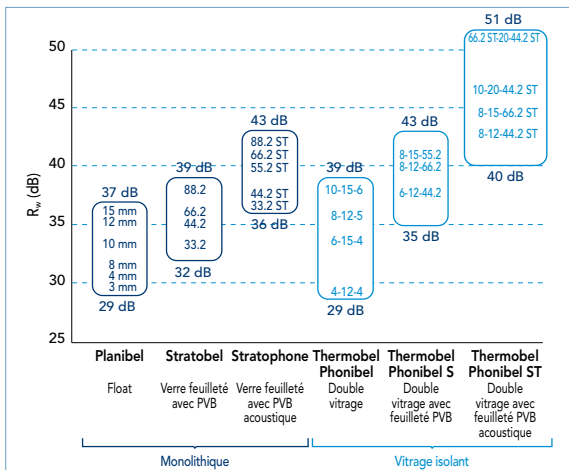 R_w (dB)
50
45
40
35
30
25
37 dB
15 mm
12 mm
10 mm
8 mm
4 mm
3 mm
29 dB
39 dB
88.2
66.2
44.2
33.2
32 dB
43 dB
88.2 ST
66.2 ST
55.2 ST
44.2 ST
33.2 ST
36 dB
39 dB
10-15-6
8-12-5
6-15-4
4-12-4
29 dB
43 dB
8-15-55.2
8-12-66.2
6-12-44.2
35 dB
51 dB
66.2 ST-20-44.2 ST
10-20-44.2 ST
8-15-66.2 ST
8-12-44.2 ST
40 dB
Planibel
Float
Stratobel
Verre feuilleté
avec PVB
Stratophone
Verre feuilleté
avec PVB
acoustique
Thermobel
Phonibel
Double
vitrage
Thermobel
Phonibel S
Double
vitrage avec
feuilleté PVB
Thermobel
Phonibel ST
Double
vitrage avec
feuilleté PVB
acoustique
Monolithique
Vitrage isolant